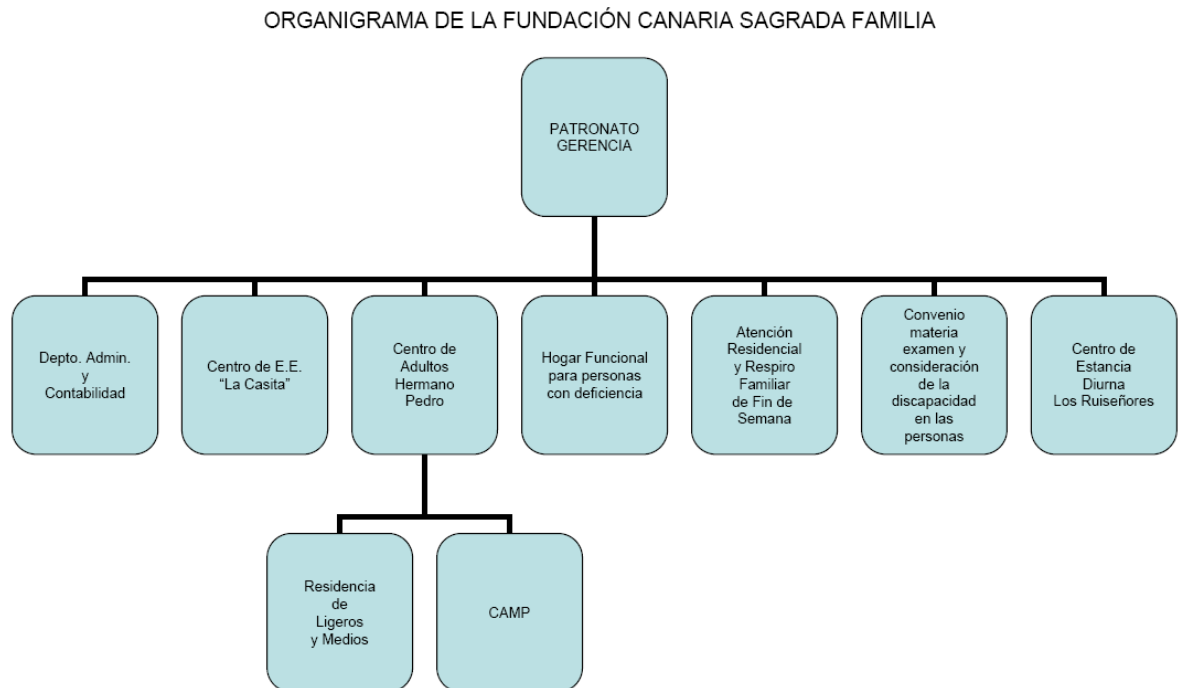 ORGANIGRAMA DE LA FUNDACIÓN CANARIA SAGRADA FAMILIA
PATRONATO
GERENCIA
Depto. Admin.
y
Contabilidad
Centro de E.E.
“La Casita”
Centro de
Adultos
Hermano
Pedro
Hogar Funcional
para personas
con deficiencia
Atención
Residencial
y Respiro
Familiar
de Fin de
Semana
Convenio
materia
examen y
consideración
de la
discapacidad
en las
personas
Centro de
Estancia
Diurna
Los Ruiseñores
Residencia
de
Ligeros
y Medios
CAMP